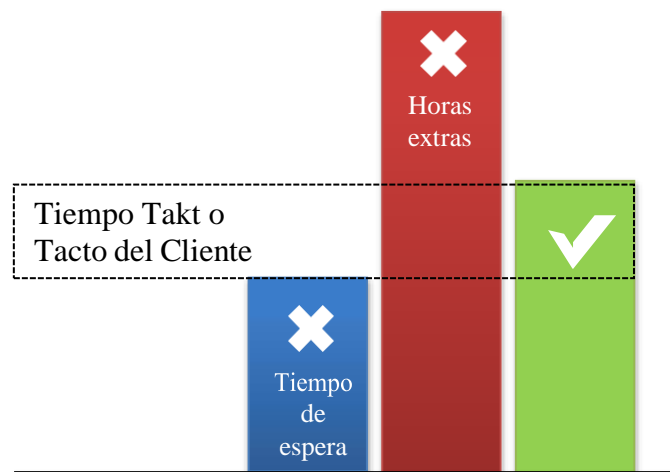 Horas
extras
Tiempo Takt o
Tacto del Cliente
Tiempo
de
espera